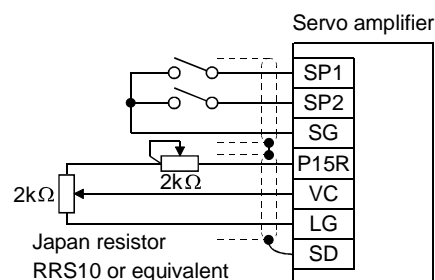 Servo amplifier
SP1
SP2
SG
P15R
2kΩ
VC
2kΩ
LG
Japan resistor
RRS10 or equivalent
SD